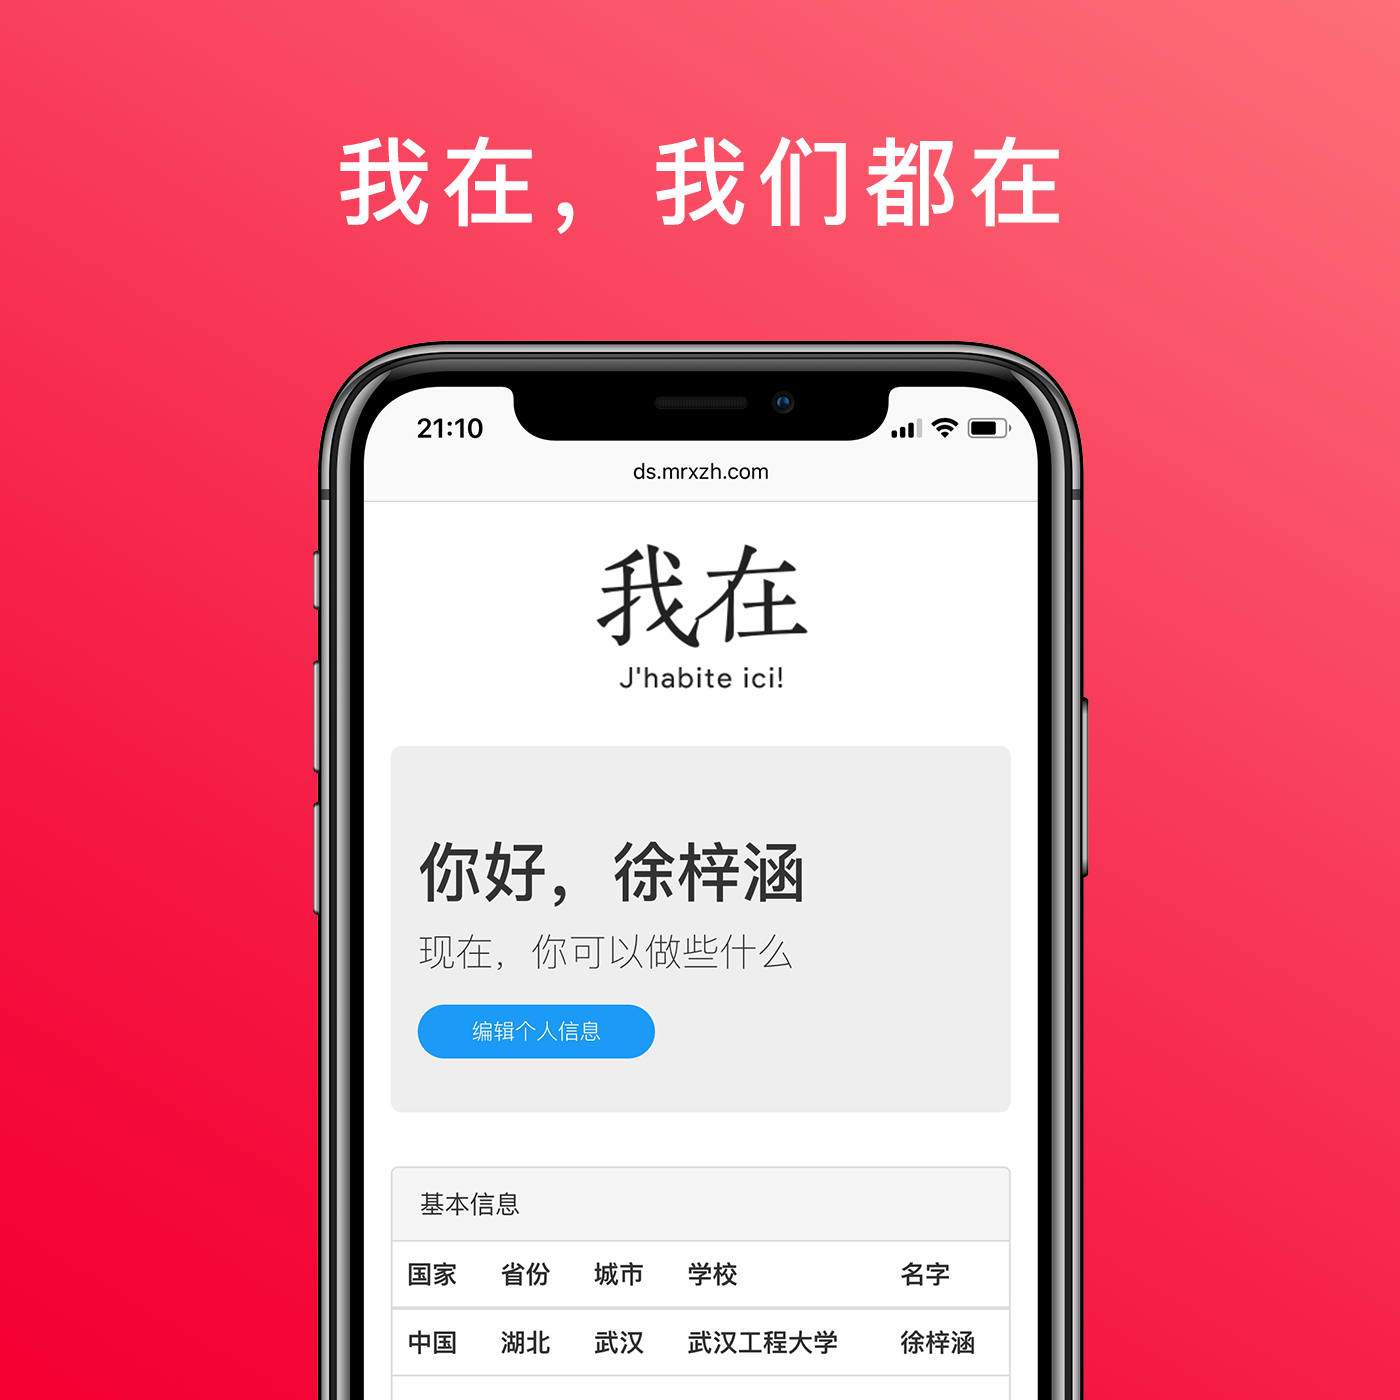 我在，我们都在
21:10
ds.mrxzh.com
我在
J'habite ici!
你好，徐梓涵
现在，你可以做些什么
编辑个人信息
基本信息
国家 省份 城市 学校 名字
中国 湖北 武汉 武汉工程大学 徐梓涵